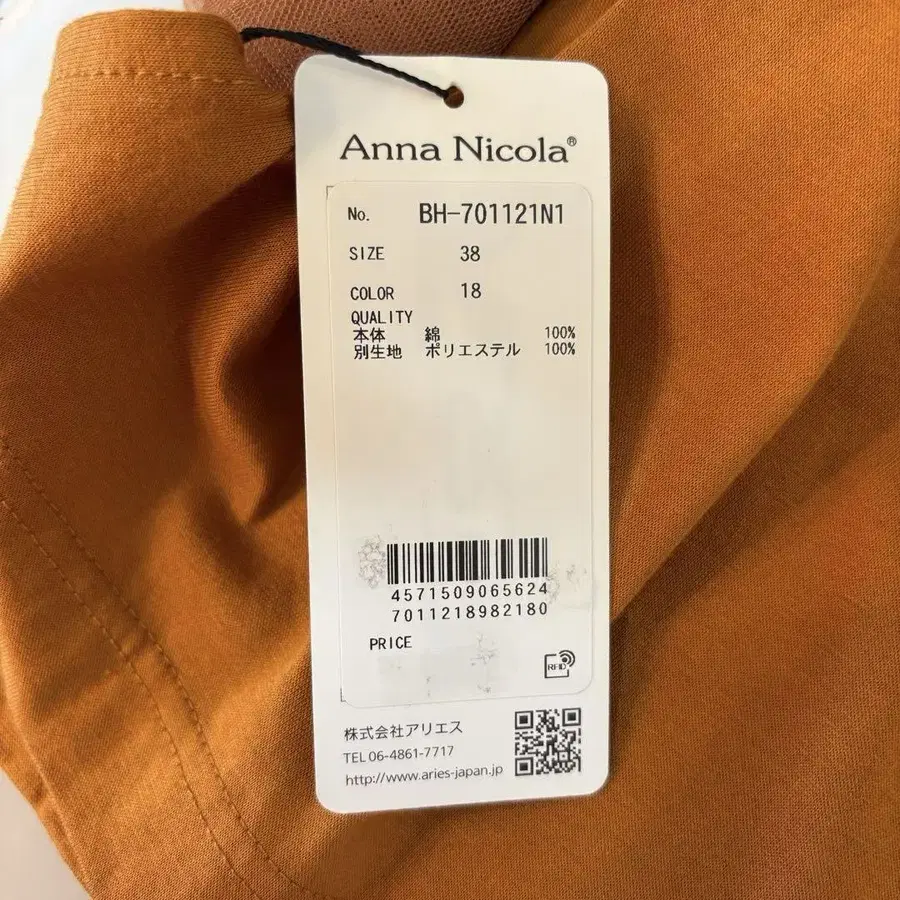 Anna Nicola®
No. BH-701121N1
SIZE 38
COLOR 18
QUALITY
本体 綿 100%
別生地 ポリエステル 100%
4571509065624
7011218982180
PRICE
RFID
株式会社アリエス
TEL 06-4861-7717
http://www.aries-japan.jp